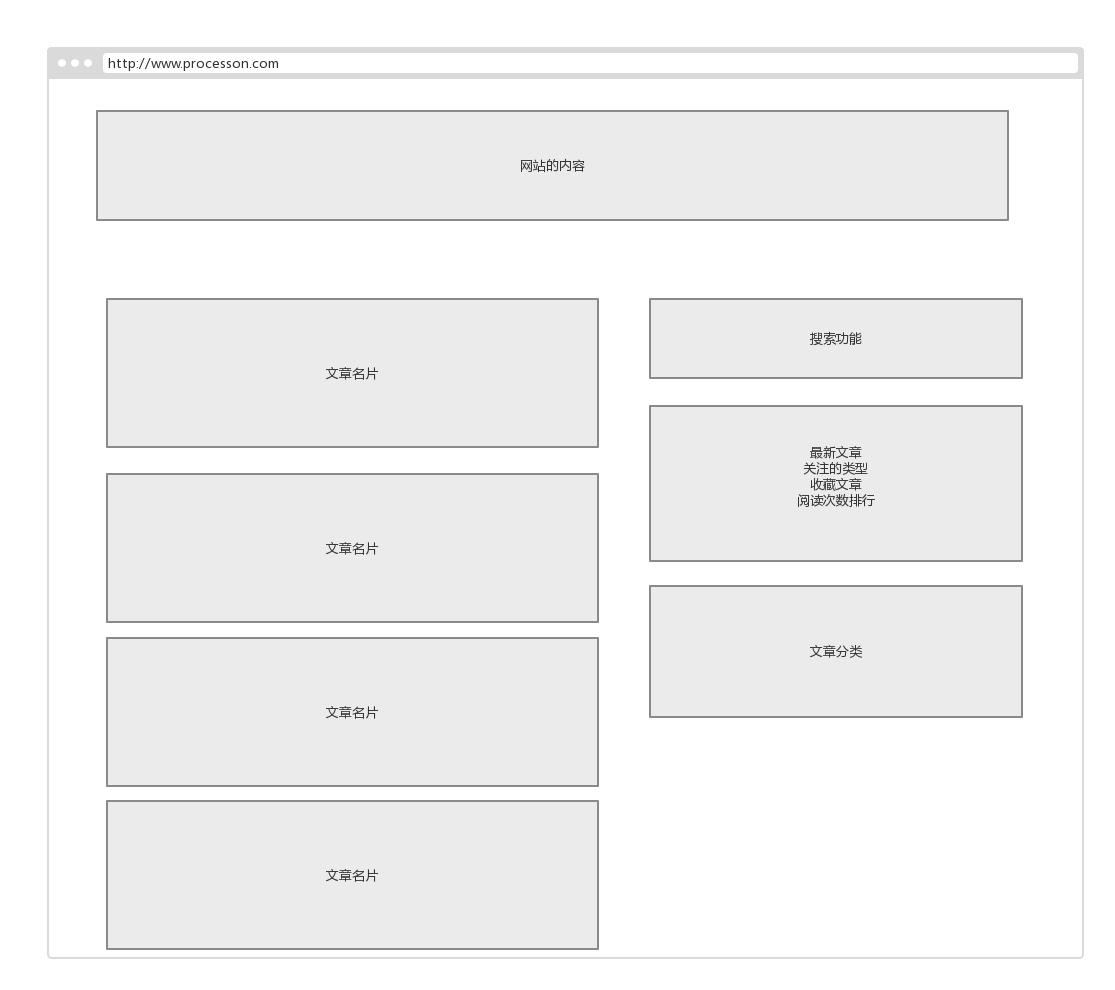 http://www.processon.com
网站的内容
文章名片
文章名片
文章名片
文章名片
搜索功能
最新文章
关注的类型
收藏文章
阅读次数排行
文章分类